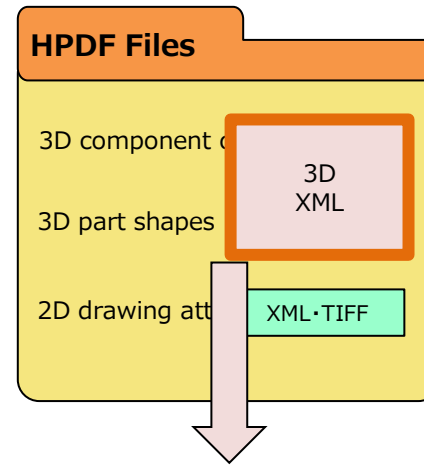 HPDF Files
3D component
3D
XML
3D part shapes
2D drawing att
XML・TIFF